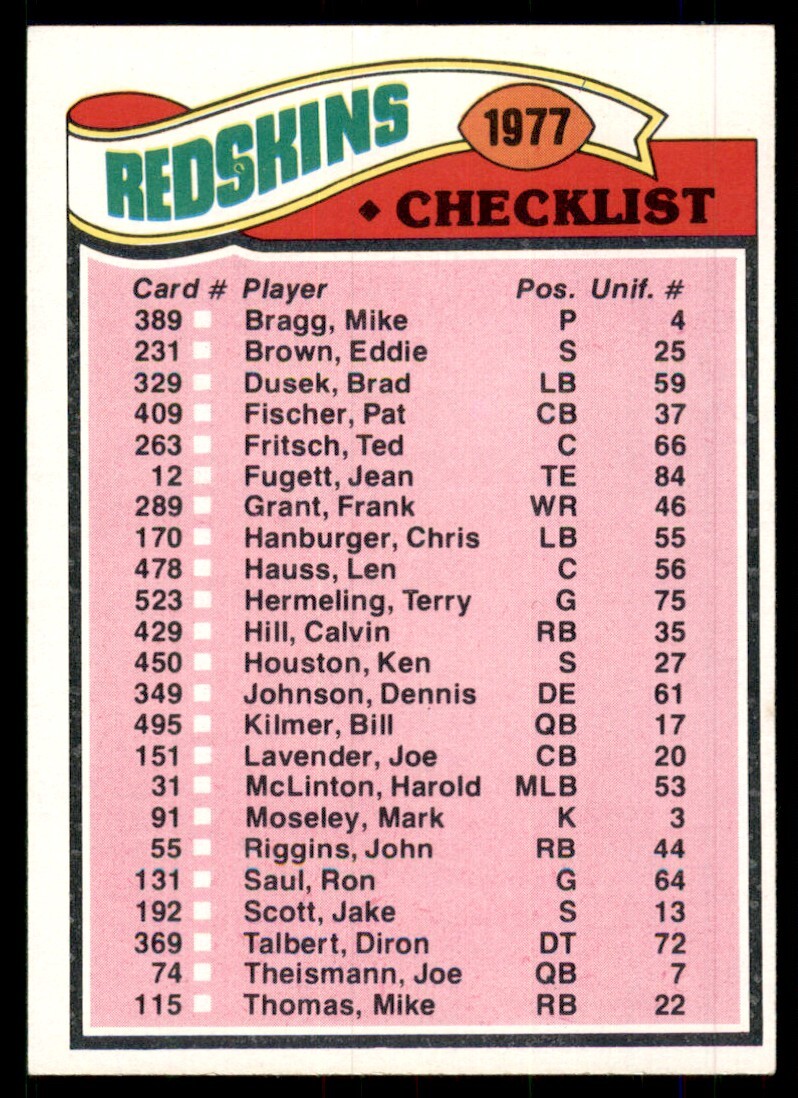 REDSKINS
1977
◆ CHECKLIST
Card # Player Pos. Unif. #
389 Bragg, Mike P 4
231 Brown, Eddie S 25
329 Dusek, Brad LB 59
409 Fischer, Pat CB 37
263 Fritsch, Ted C 66
12 Fugett, Jean TE 84
289 Grant, Frank WR 46
170 Hanburger, Chris LB 55
478 Hauss, Len C 56
523 Hermeling, Terry G 75
429 Hill, Calvin RB 35
450 Houston, Ken S 27
349 Johnson, Dennis DE 61
495 Kilmer, Bill QB 17
151 Lavender, Joe CB 20
31 McLinton, Harold MLB 53
91 Moseley, Mark K 3
55 Riggins, John RB 44
131 Saul, Ron G 64
192 Scott, Jake S 13
369 Talbert, Diron DT 72
74 Theismann, Joe QB 7
115 Thomas, Mike RB 22